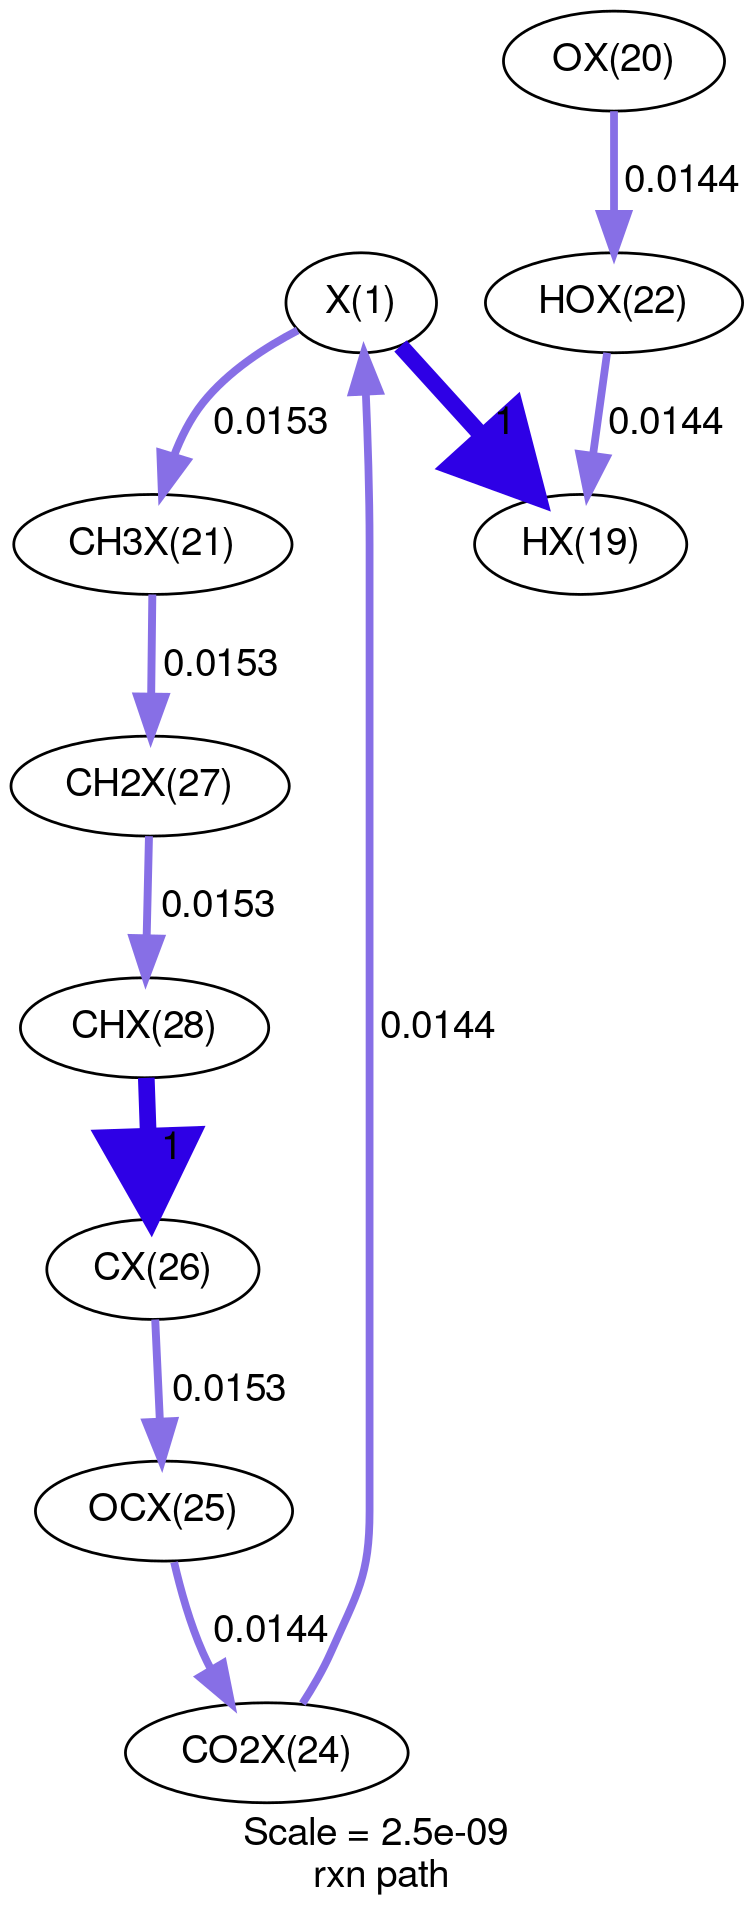 OX(20)
0.0144
X(1)
HOX(22)
0.0153
1
0.0144
CH3X(21)
HX(19)
0.0153
CH2X(27)
0.0153
CHX(28)
0.0144
1
CX(26)
0.0153
OCX(25)
0.0144
CO2X(24)
Scale = 2.5e-09
rxn path